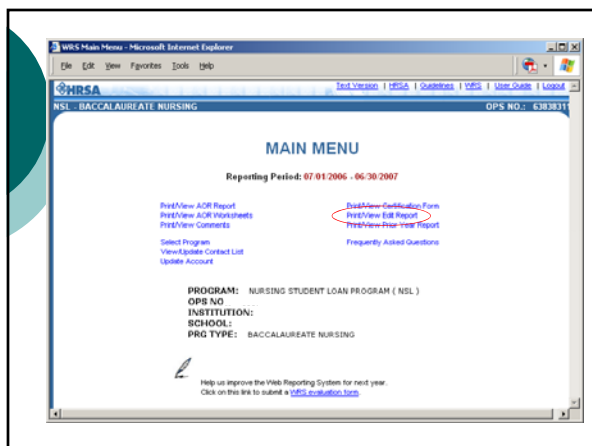 WRS Main Menu - Microsoft Internet Explorer
File Edit View Favorites Tools Help
HRSA Text Version | HRSA | Guidelines | WRS | User Guide | Logout
NSL - BACCALAUREATE NURSING OPS NO.: 63838311
MAIN MENU
Reporting Period: 07/01/2006 - 06/30/2007
Print/View AOR Report Print/View Certification Form
Print/View AOR Worksheets Print/View Edit Report
Print/View Comments Print/View Prior Year Report
Select Program Frequently Asked Questions
View/Update Contact List
Update Account
PROGRAM: NURSING STUDENT LOAN PROGRAM ( NSL )
OPS NO
INSTITUTION:
SCHOOL:
PRG TYPE: BACCALAUREATE NURSING
Help us improve the Web Reporting System for next year.
Click on this link to submit a WRS evaluation form.